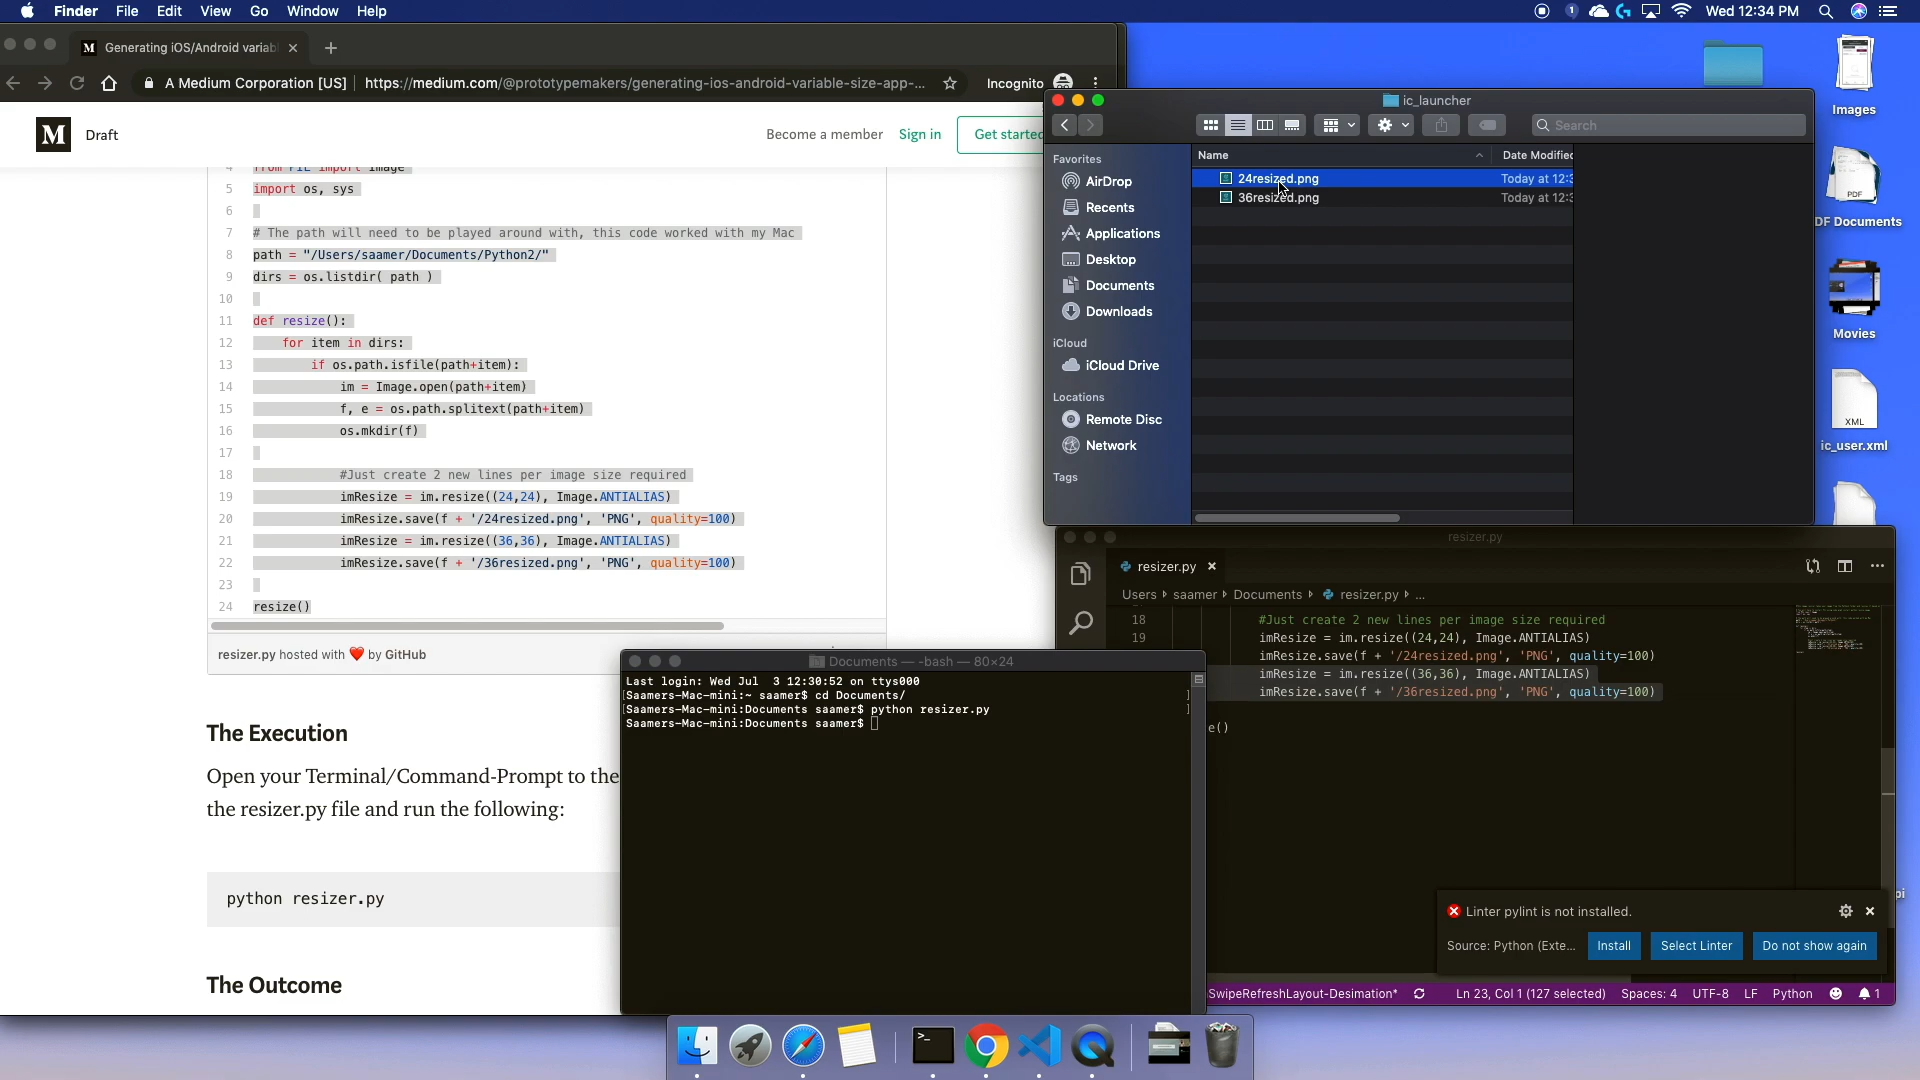 Finder File Edit View Go Window Help
1
Wed 12:34 PM
M Generating iOS/Android variabl
A Medium Corporation [US]
https://medium.com/@prototypemakers/generating-ios-android-variable-size-app-...
Incognito
M
Draft
Become a member
Sign in
Get started
4 from PIL import Image
5 import os, sys
6
7 # The path will need to be played around with, this code worked with my Mac
8 path = "/Users/saamer/Documents/Python2/"
9 dirs = os.listdir( path )
10
11 def resize():
12 for item in dirs:
13 if os.path.isfile(path+item):
14 im = Image.open(path+item)
15 f, e = os.path.splitext(path+item)
16 os.mkdir(f)
17
18 #Just create 2 new lines per image size required
19 imResize = im.resize((24,24), Image.ANTIALIAS)
20 imResize.save(f + '/24resized.png', 'PNG', quality=100)
21 imResize = im.resize((36,36), Image.ANTIALIAS)
22 imResize.save(f + '/36resized.png', 'PNG', quality=100)
23
24 resize()
resizer.py hosted with ❤ by GitHub
The Execution
Open your Terminal/Command-Prompt to the
the resizer.py file and run the following:
python resizer.py
The Outcome
ic_launcher
Search
Favorites
AirDrop
Recents
Applications
Desktop
Documents
Downloads
iCloud
iCloud Drive
Locations
Remote Disc
Network
Tags
Name
Date Modified
24resized.png
Today at 12:3
36resized.png
Today at 12:3
Images
PDF
DF Documents
Movies
XML
ic_user.xml
pi
resizer.py
resizer.py
Users › saamer › Documents › resizer.py › ...
18 #Just create 2 new lines per image size required
19 imResize = im.resize((24,24), Image.ANTIALIAS)
imResize.save(f + '/24resized.png', 'PNG', quality=100)
imResize = im.resize((36,36), Image.ANTIALIAS)
imResize.save(f + '/36resized.png', 'PNG', quality=100)
e()
Linter pylint is not installed.
Source: Python (Exte...
Install
Select Linter
Do not show again
SwipeRefreshLayout-Desimation*
Ln 23, Col 1 (127 selected)
Spaces: 4
UTF-8
LF
Python
1
Documents — -bash — 80×24
Last login: Wed Jul 3 12:30:52 on ttys000
[Saamers-Mac-mini:~ saamer$ cd Documents/ ]
[Saamers-Mac-mini:Documents saamer$ python resizer.py ]
Saamers-Mac-mini:Documents saamer$